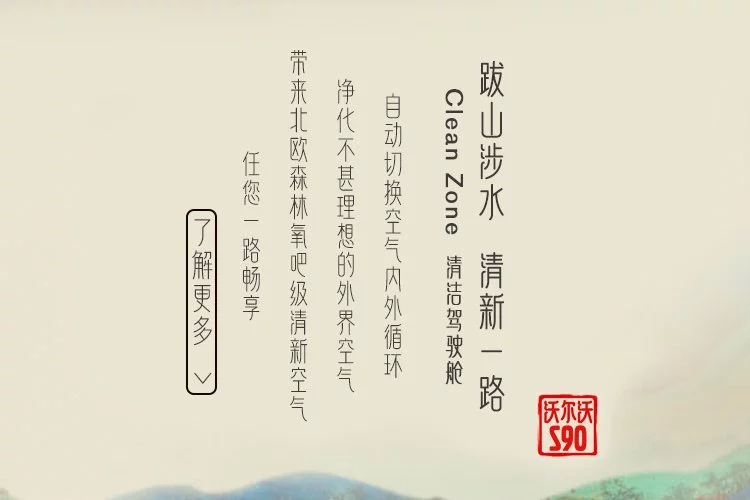 跋山涉水 清新一路
Clean Zone 清洁驾驶舱
自动切换空气内外循环
净化不甚理想的外界空气
带来北欧森林氧吧级清新空气
任您一路畅享
了解更多
沃尔沃
S90